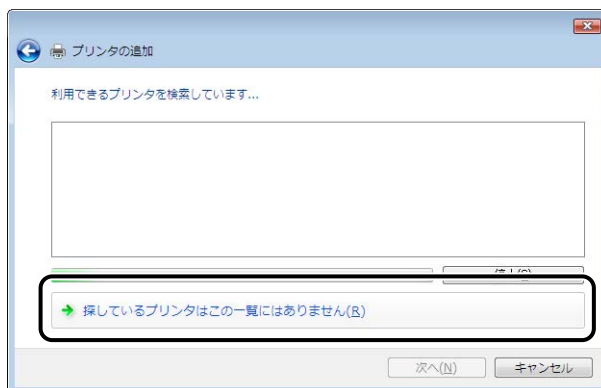 プリンタの追加
利用できるプリンタを検索しています...
探しているプリンタはこの一覧にはありません(R)
次へ(N)
キャンセル